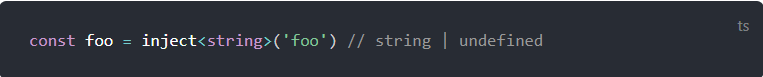 ts
const foo = inject<string>('foo') // string | undefined